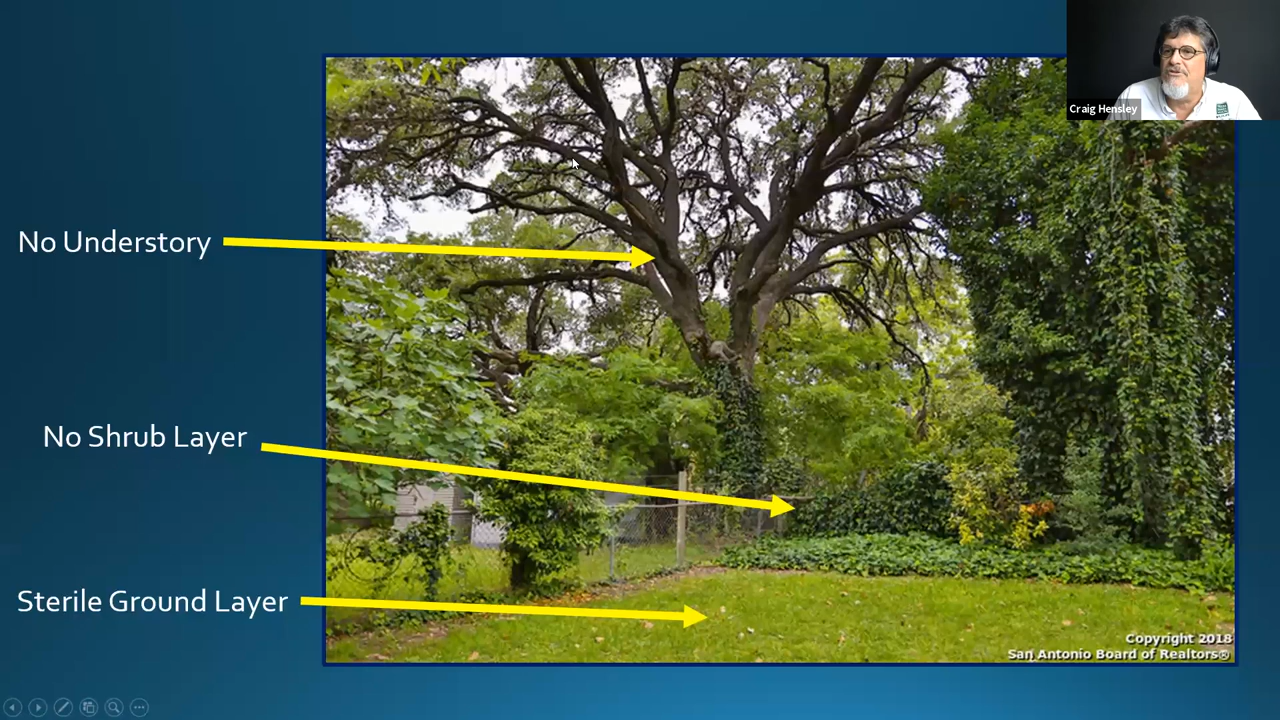 Craig Hensley
No Understory
No Shrub Layer
Sterile Ground Layer
Copyright 2018
San Antonio Board of Realtors®